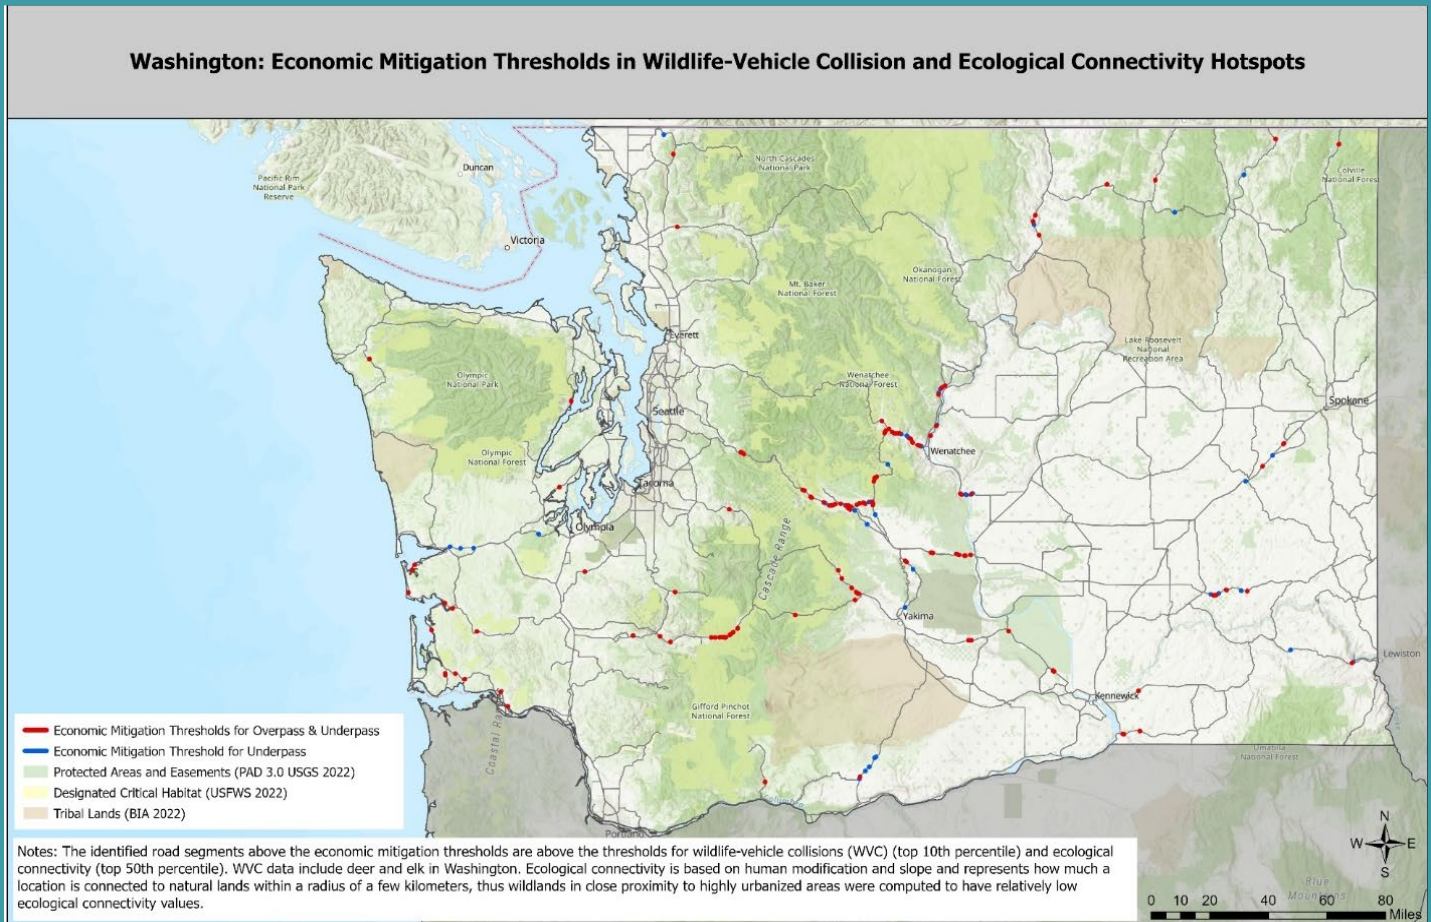 Washington: Economic Mitigation Thresholds in Wildlife-Vehicle Collision and Ecological Connectivity Hotspots
Duncan
North Cascades
National Park
Pacific Rim
National Park
Reserve
Colville
National Forest
Victoria
Okanogan
National Forest
Mt. Baker
National Forest
Everett
Lake Roosevelt
National
Recreation Area
Olympic
National Park
Wenatchee
National Forest
Spokane
Seattle
Olympic
National Forest
Wenatchee
Tacoma
Olympia
Cascade Range
Yakima
Lewiston
Kennewick
Gifford Pinchot
National Forest
Coastal
Umatilla
National Forest
Economic Mitigation Thresholds for Overpass & Underpass
Economic Mitigation Threshold for Underpass
Protected Areas and Easements (PAD 3.0 USGS 2022)
Designated Critical Habitat (USFWS 2022)
Tribal Lands (BIA 2022)
Portland
N
W E
S
Notes: The identified road segments above the economic mitigation thresholds are above the thresholds for wildlife-vehicle collisions (WVC) (top 10th percentile) and ecological
connectivity (top 50th percentile). WVC data include deer and elk in Washington. Ecological connectivity is based on human modification and slope and represents how much a
location is connected to natural lands within a radius of a few kilometers, thus wildlands in close proximity to highly urbanized areas were computed to have relatively low
ecological connectivity values.
Blue
Mountains
0 10 20 40 60 80
Miles